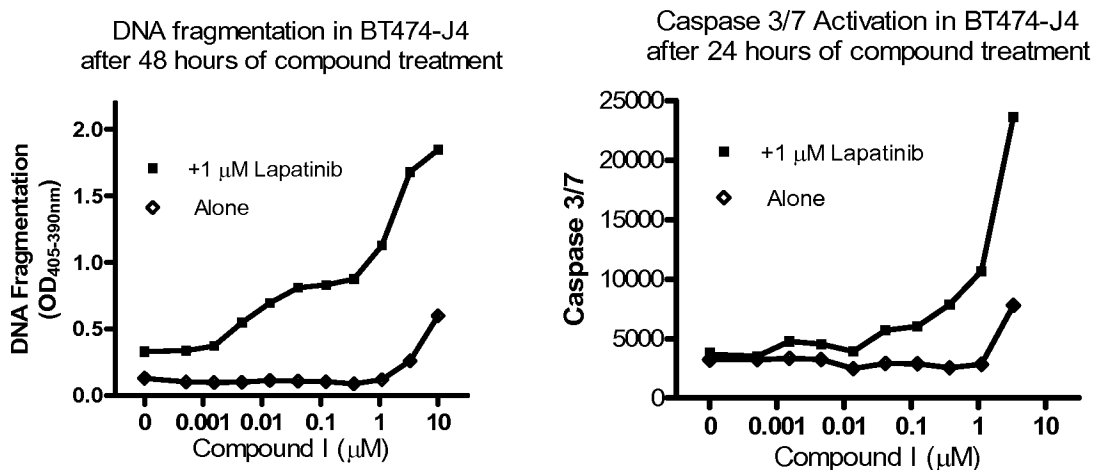 DNA fragmentation in BT474-J4
after 48 hours of compound treatment
2.0
1.5
1.0
0.5
0.0
DNA Fragmentation
(OD405-390nm)
+1 μM Lapatinib
Alone
0 0.001 0.01 0.1 1 10
Compound I (μM)
Caspase 3/7 Activation in BT474-J4
after 24 hours of compound treatment
25000
20000
15000
10000
5000
0
Caspase 3/7
+1 μM Lapatinib
Alone
0 0.001 0.01 0.1 1 10
Compound I (μM)